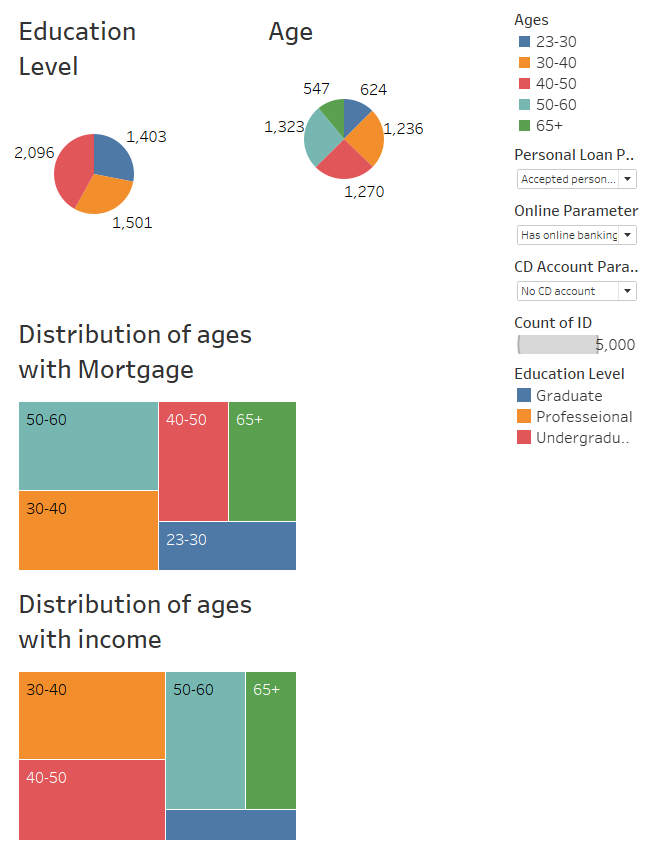 Education
Level
2,096
1,403
1,501
Age
547
624
1,323
1,236
1,270
Distribution of ages
with Mortgage
50-60
40-50
65+
30-40
23-30
Distribution of ages
with income
30-40
50-60
65+
40-50
Ages
23-30
30-40
40-50
50-60
65+
Personal Loan P..
Accepted person...
Online Parameter
Has online banking
CD Account Para..
No CD account
Count of ID
5,000
Education Level
Graduate
Professeional
Undergradu..